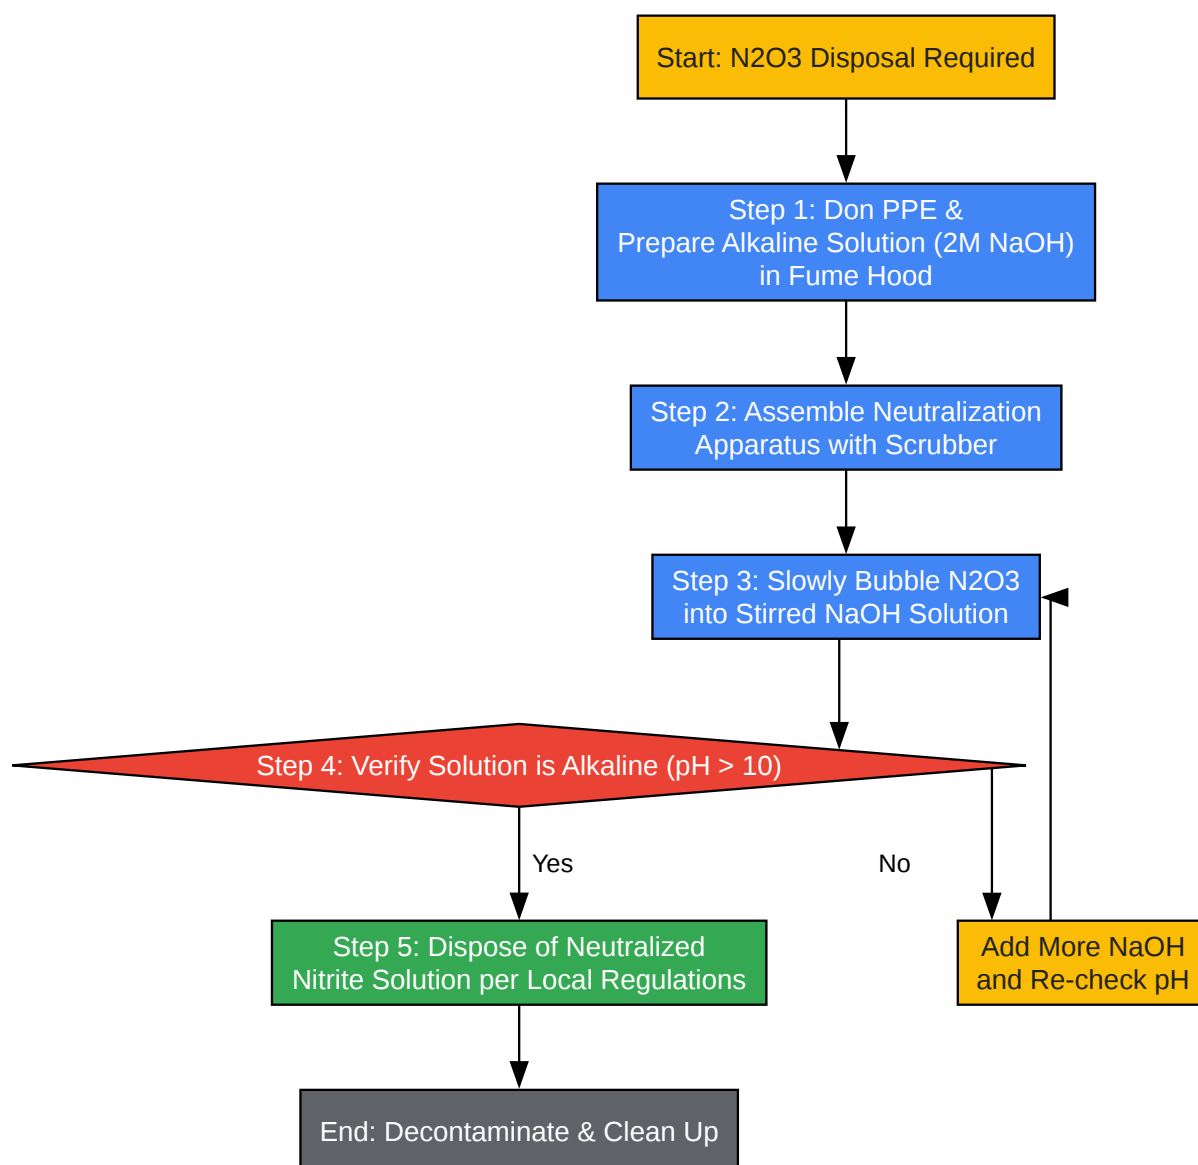 Start: N2O3 Disposal Required
Step 1: Don PPE &
Prepare Alkaline Solution (2M NaOH)
in Fume Hood
Step 2: Assemble Neutralization
Apparatus with Scrubber
Step 3: Slowly Bubble N2O3
into Stirred NaOH Solution
Step 4: Verify Solution is Alkaline (pH > 10)
Yes
No
Step 5: Dispose of Neutralized
Nitrite Solution per Local Regulations
Add More NaOH
and Re-check pH
End: Decontaminate & Clean Up